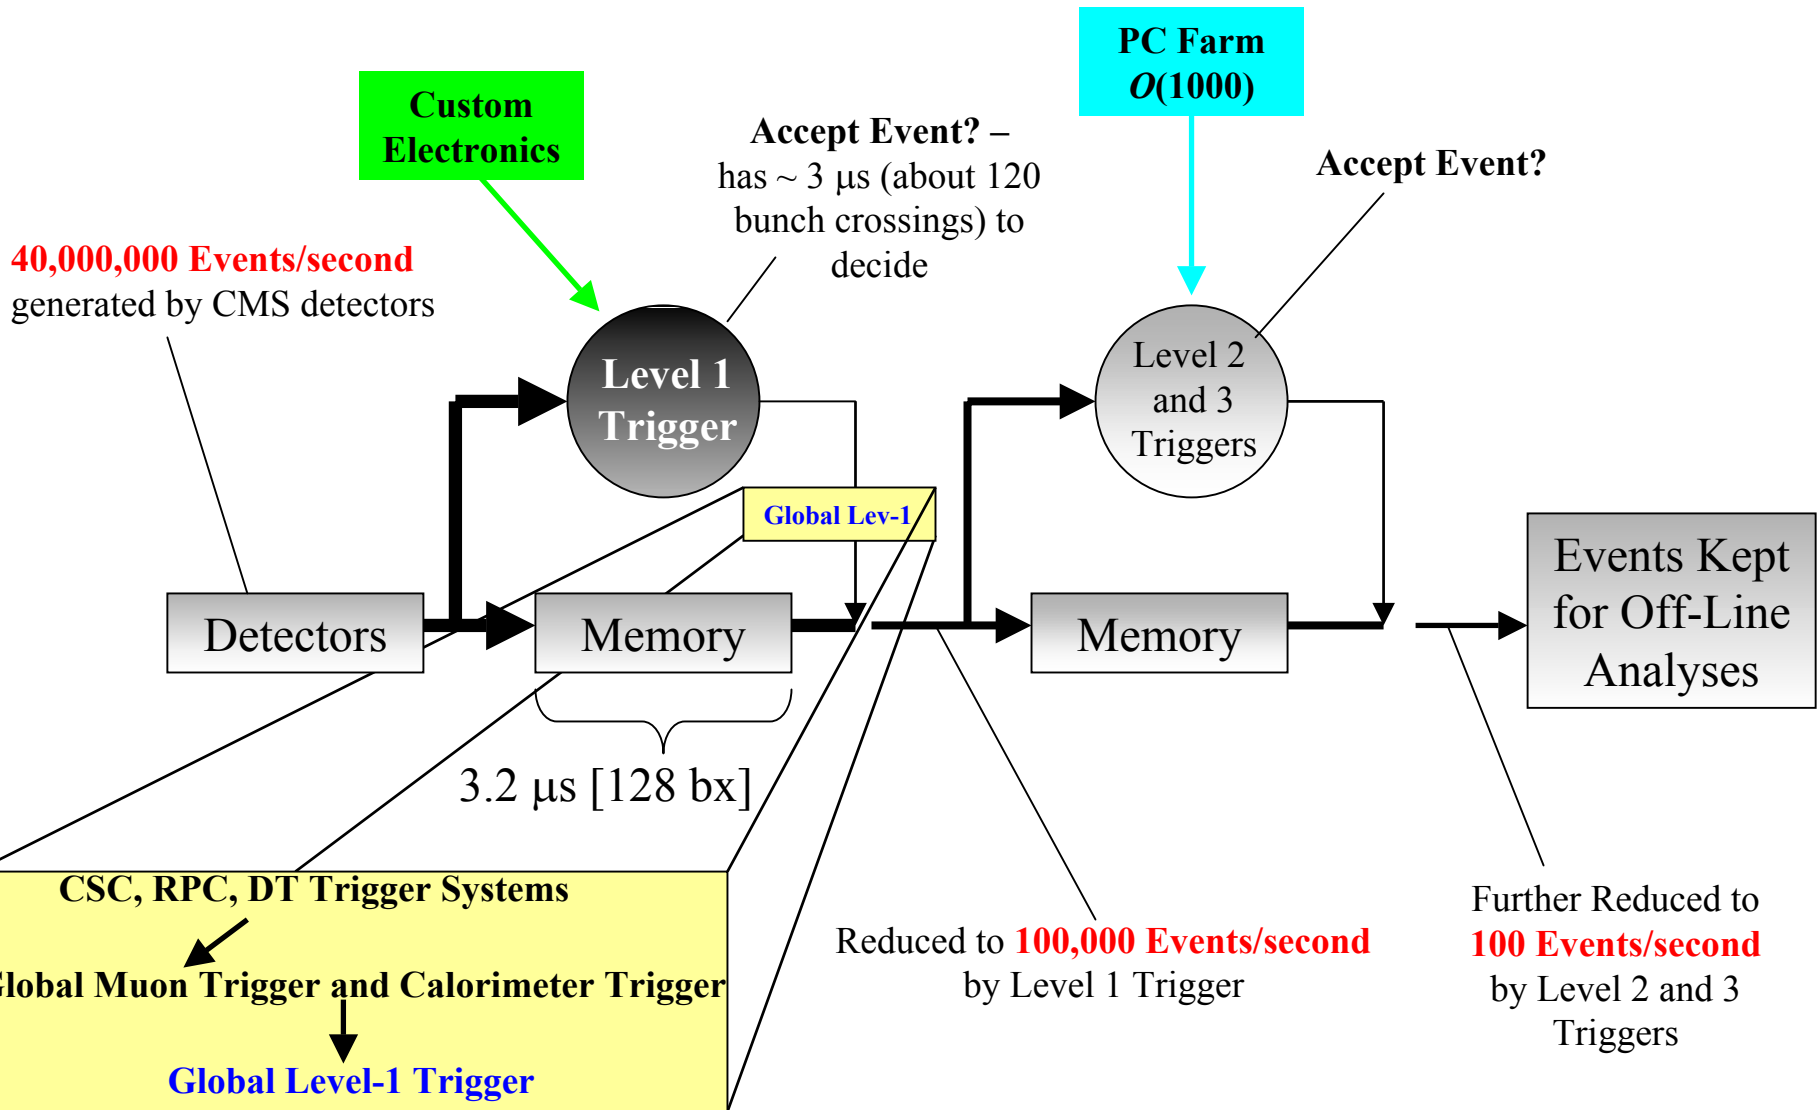 PC Farm
O(1000)
Custom
Electronics
Accept Event? –
has ~ 3 μs (about 120
bunch crossings) to
decide
Accept Event?
40,000,000 Events/second
generated by CMS detectors
Level 1
Trigger
Level 2
and 3
Triggers
Global Lev-1
Detectors
Memory
Memory
Events Kept
for Off-Line
Analyses
3.2 μs [128 bx]
CSC, RPC, DT Trigger Systems
Global Muon Trigger and Calorimeter Trigger
Global Level-1 Trigger
Reduced to 100,000 Events/second
by Level 1 Trigger
Further Reduced to
100 Events/second
by Level 2 and 3
Triggers